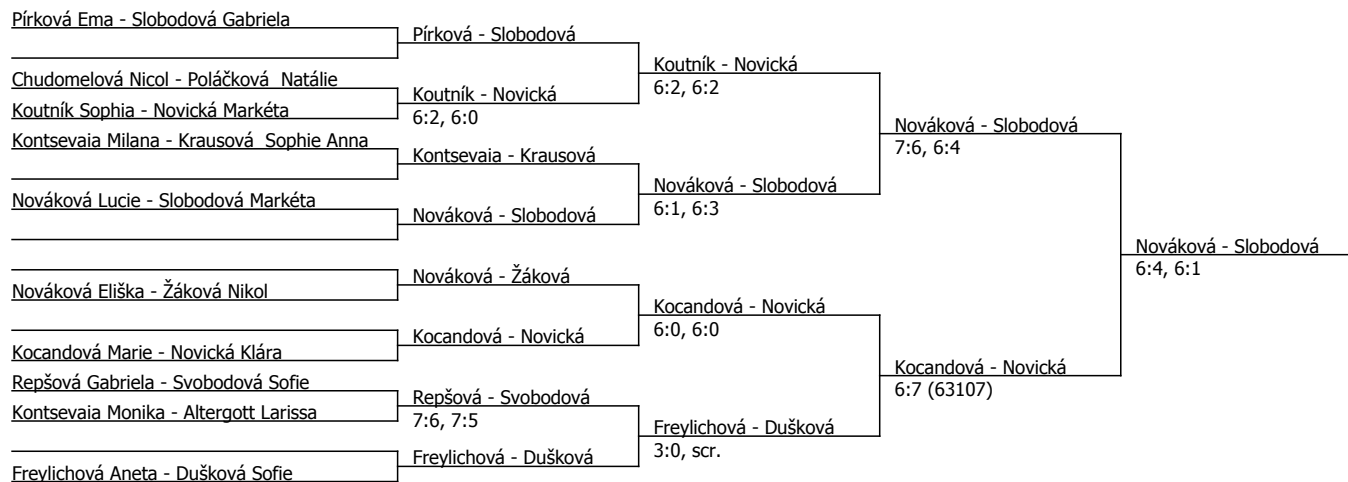 Pírková Ema - Slobodová Gabriela
Chudomelová Nicol - Poláčková  Natálie
Koutník Sophia - Novická Markéta
Kontsevaia Milana - Krausová  Sophie Anna
Nováková Lucie - Slobodová Markéta
Nováková Eliška - Žáková Nikol
Kocandová Marie - Novická Klára
Repšová Gabriela - Svobodová Sofie
Kontsevaia Monika - Altergott Larissa
Freylichová Aneta - Dušková Sofie
Pírková - Slobodová
Koutník - Novická
6:2, 6:0
Kontsevaia - Krausová
Nováková - Slobodová
Nováková - Žáková
Kocandová - Novická
Repšová - Svobodová
7:6, 7:5
Freylichová - Dušková
Koutník - Novická
6:2, 6:2
Nováková - Slobodová
6:1, 6:3
Kocandová - Novická
6:0, 6:0
Freylichová - Dušková
3:0, scr.
Nováková - Slobodová
7:6, 6:4
Kocandová - Novická
6:7 (63107)
Nováková - Slobodová
6:4, 6:1